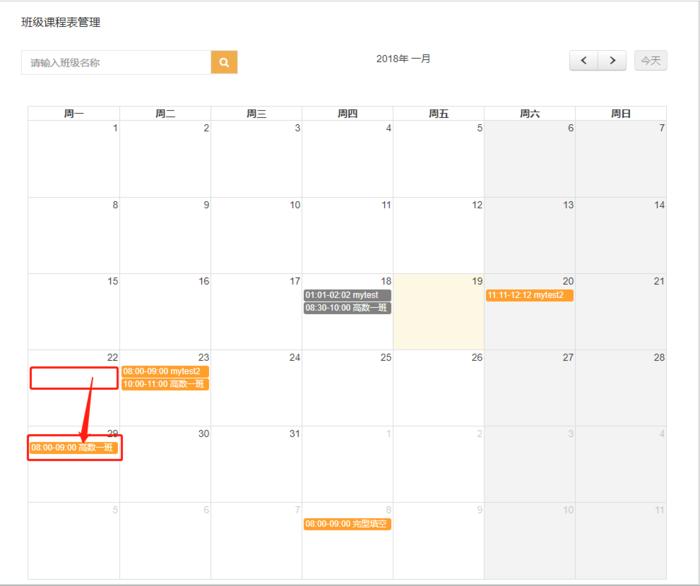 班级课程表管理
请输入班级名称
2018年 一月
今天
周一 周二 周三 周四 周五 周六 周日
1 2 3 4 5 6 7
8 9 10 11 12 13 14
15 16 17 18 19 20 21
01:01-02:02 mytest 11:11-12:12 mytest2
08:30-10:00 高数一班
22 23 24 25 26 27 28
08:00-09:00 mytest2
10:00-11:00 高数一班
29 30 31 1 2 3 4
08:00-09:00 高数一班
5 6 7 8 9 10 11
08:00-09:00 完型填空